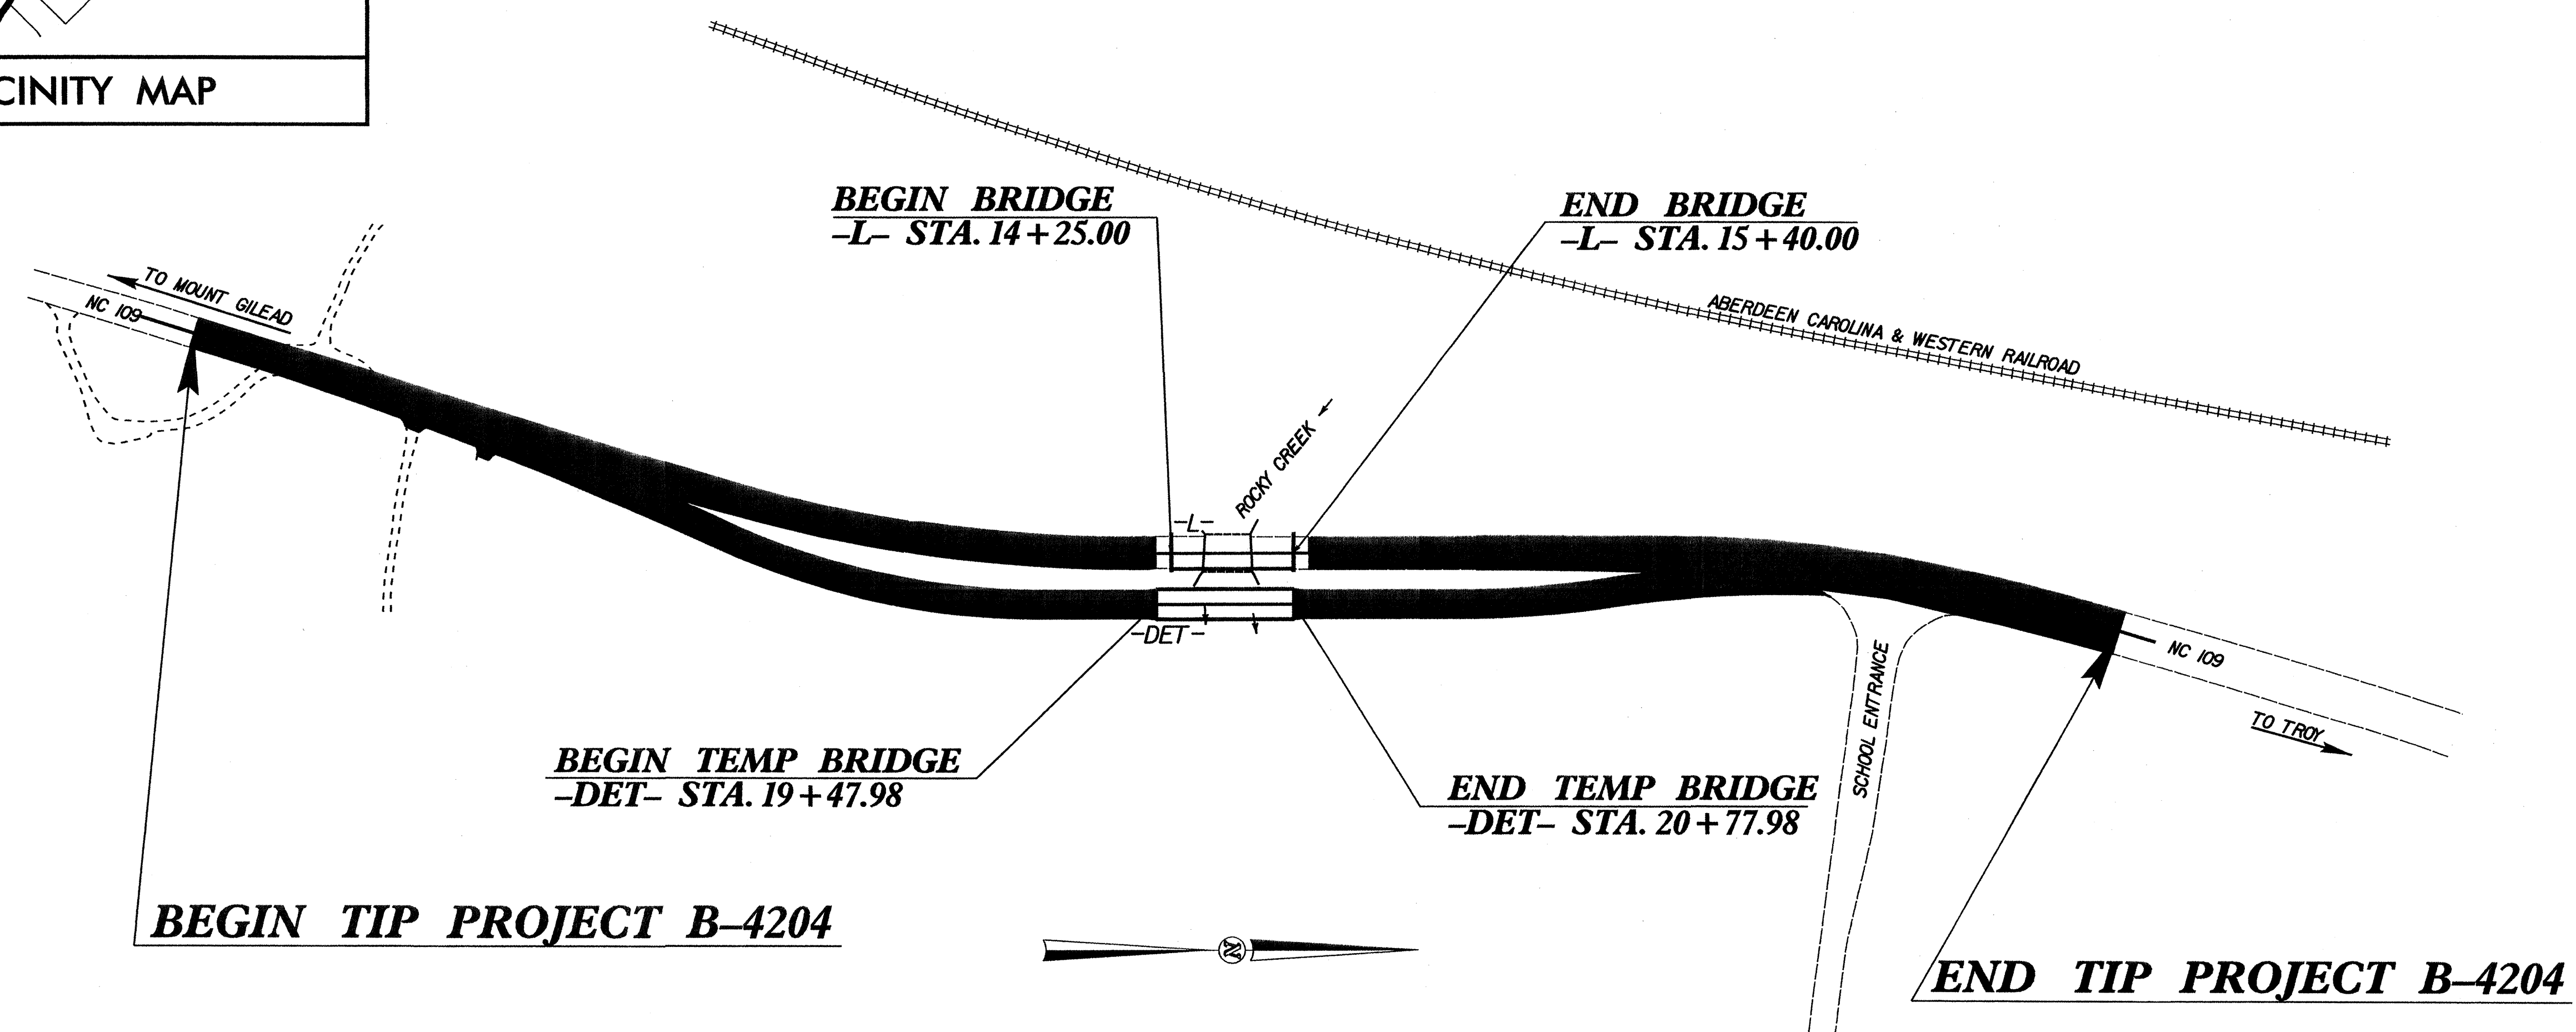 CINITY MAP
BEGIN BRIDGE
–L– STA. 14+25.00
END BRIDGE
–L– STA. 15+40.00
TO MOUNT GILEAD
NC 109
ABERDEEN CAROLINA & WESTERN RAILROAD
ROCKY CREEK
–L–
–DET–
NC 109
SCHOOL ENTRANCE
TO TROY
BEGIN TEMP BRIDGE
–DET– STA. 19+47.98
END TEMP BRIDGE
–DET– STA. 20+77.98
BEGIN TIP PROJECT B–4204
N
END TIP PROJECT B–4204